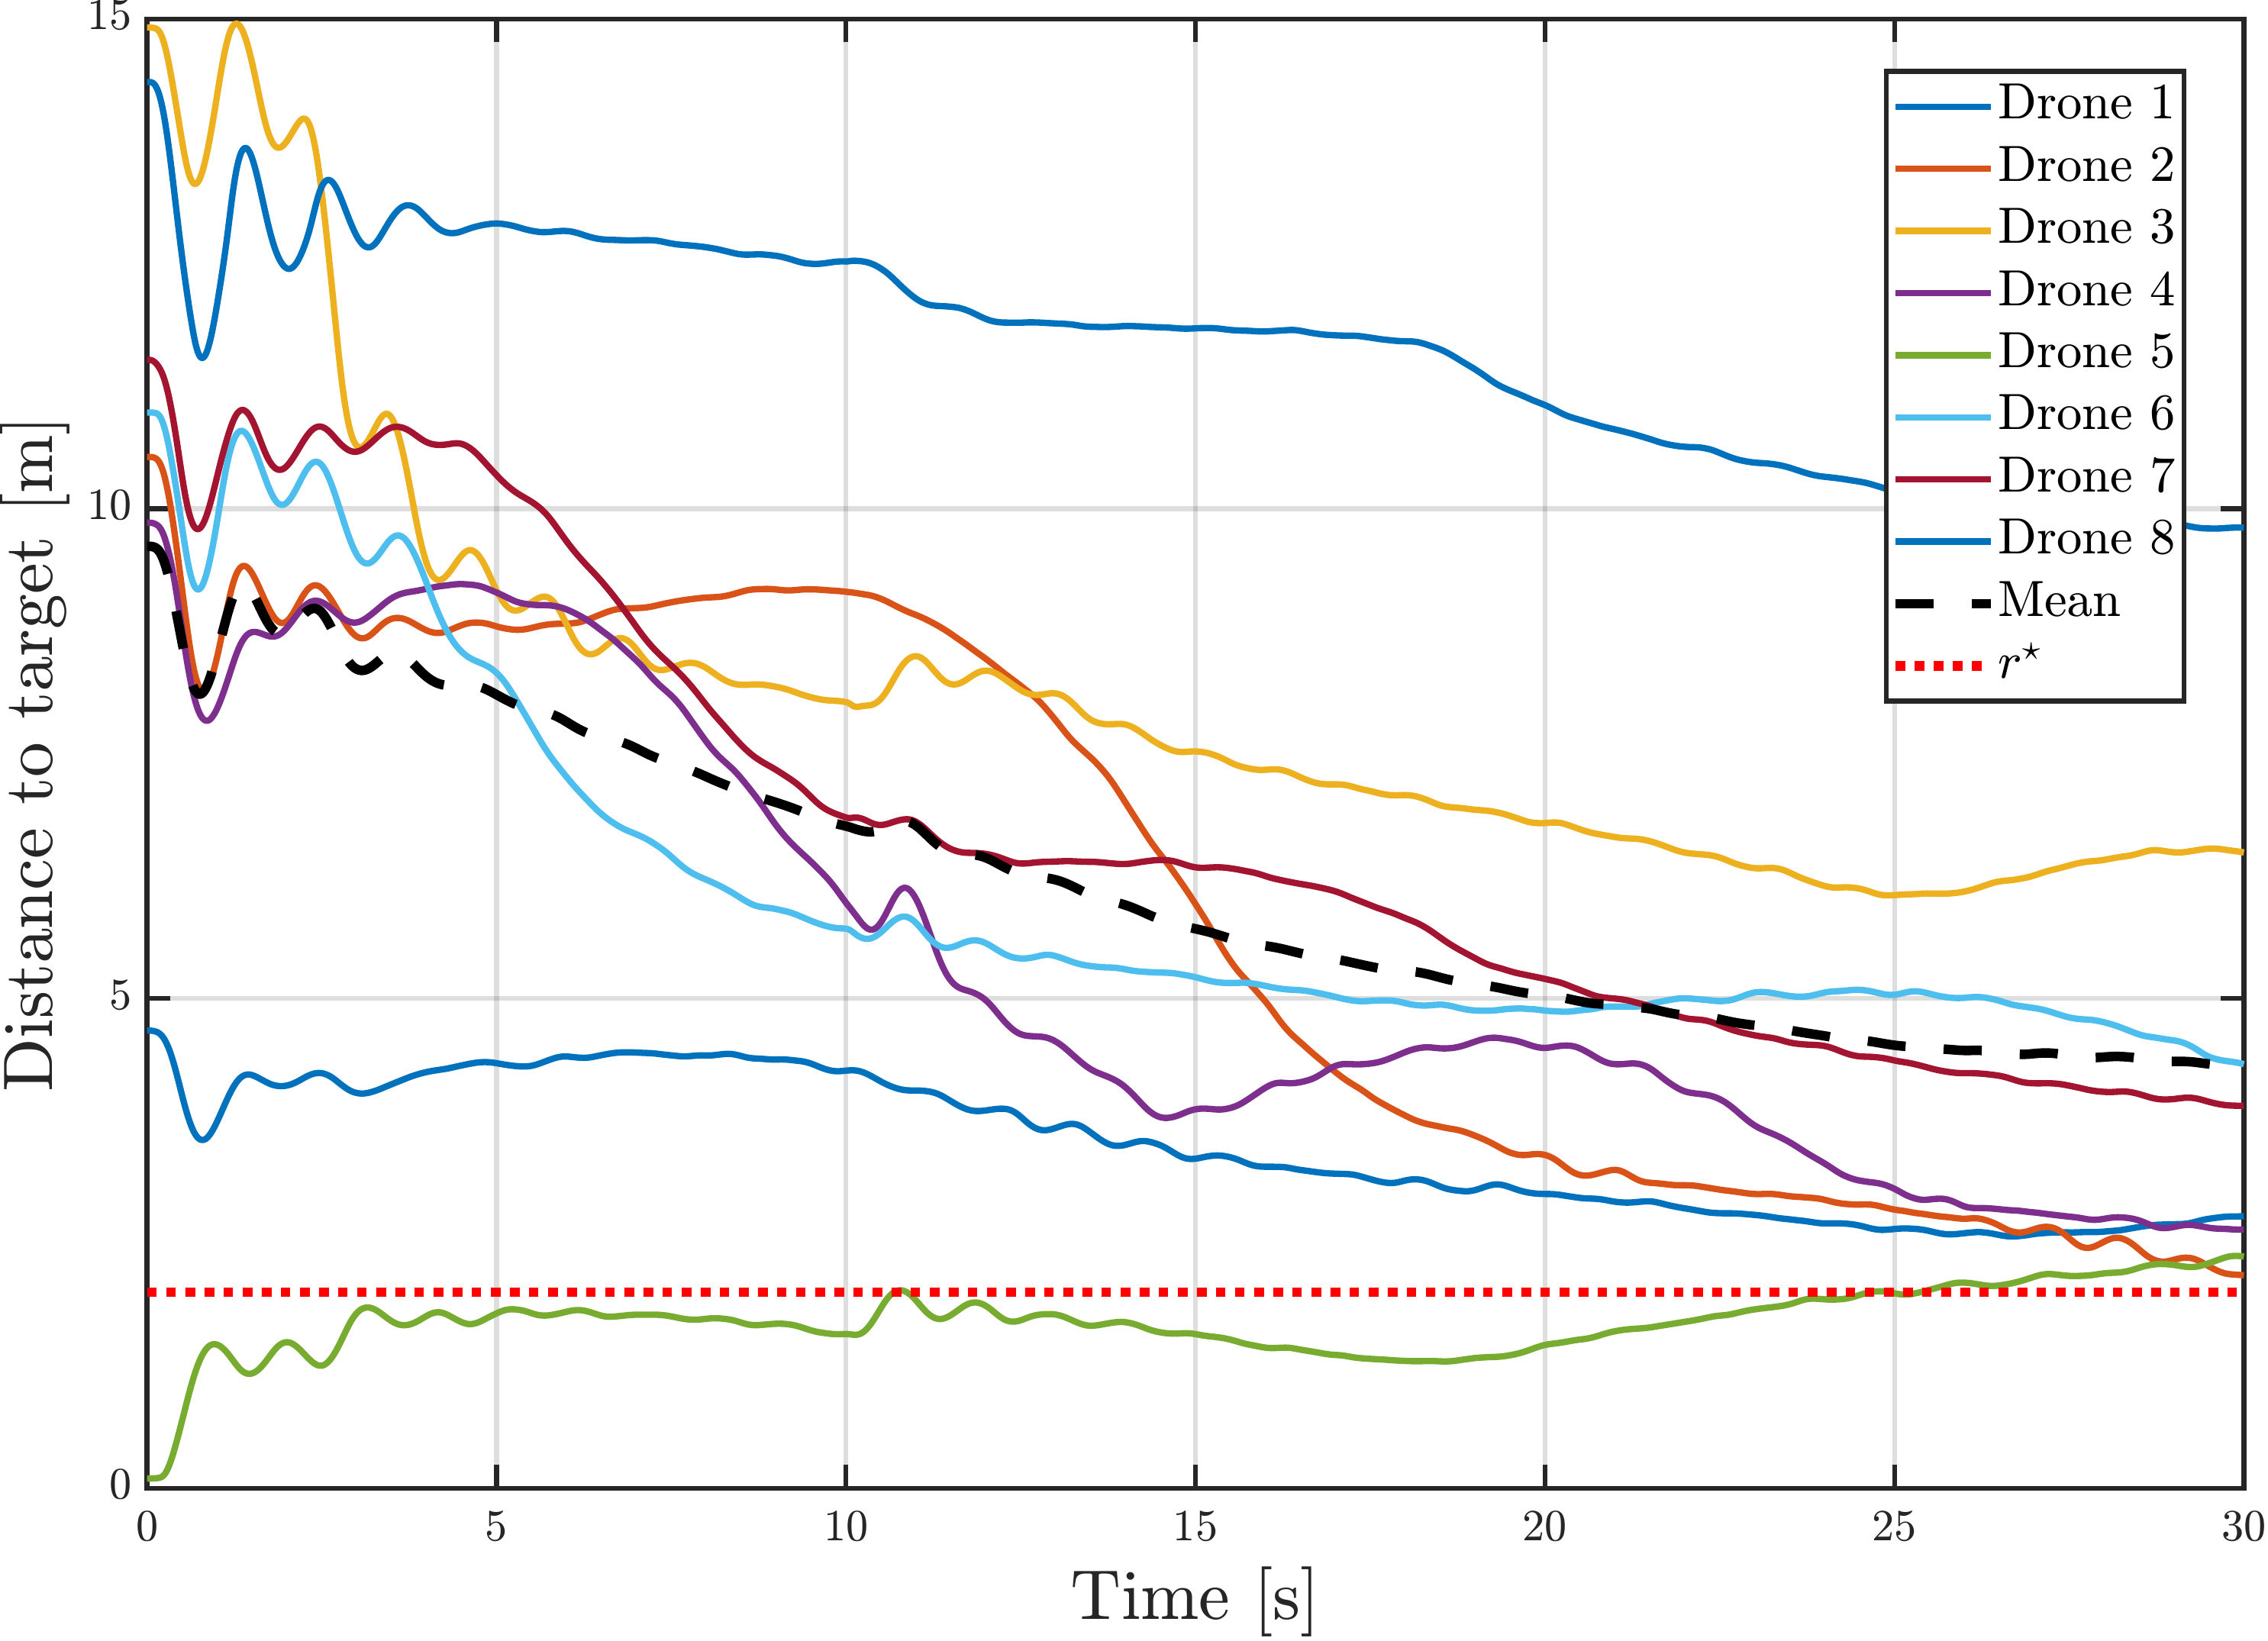 Distance to target [m]
15
10
5
0
0 5 10 15 20 25 30
Time [s]
Drone 1
Drone 2
Drone 3
Drone 4
Drone 5
Drone 6
Drone 7
Drone 8
Mean
r⋆